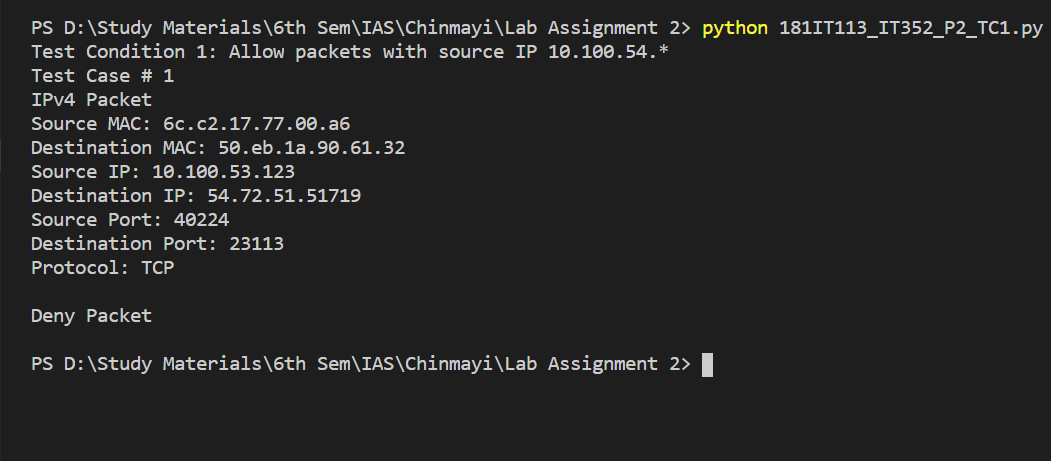 PS D:\Study Materials\6th Sem\IAS\Chinmayi\Lab Assignment 2> python 181IT113_IT352_P2_TC1.py
Test Condition 1: Allow packets with source IP 10.100.54.*
Test Case # 1
IPv4 Packet
Source MAC: 6c.c2.17.77.00.a6
Destination MAC: 50.eb.1a.90.61.32
Source IP: 10.100.53.123
Destination IP: 54.72.51.51719
Source Port: 40224
Destination Port: 23113
Protocol: TCP
Deny Packet
PS D:\Study Materials\6th Sem\IAS\Chinmayi\Lab Assignment 2>